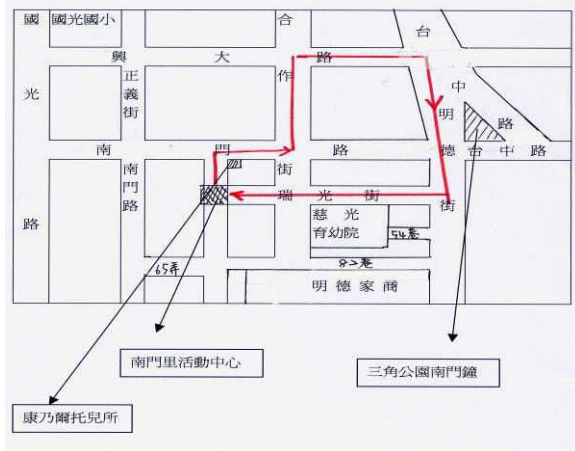 國光路
國光國小
興大路
正義街
合作街
台中路
明德街
南門路
台中路
南門路
瑞光街
慈光
育幼院
54巷
65弄
82巷
明德家商
南門里活動中心
三角公園南門鐘
康乃爾托兒所